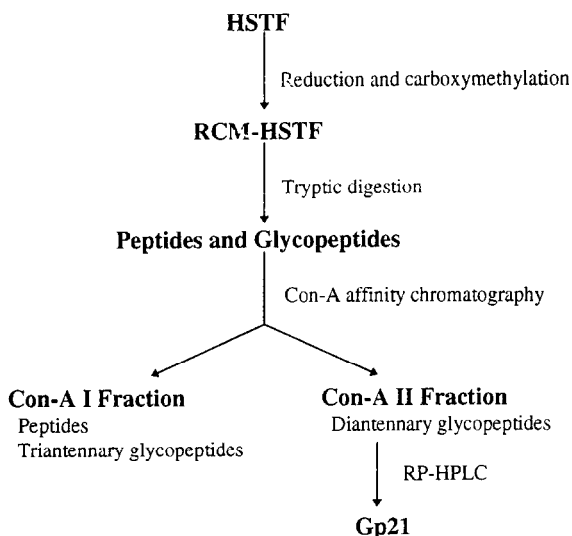 HSTF
Reduction and carboxymethylation
RCM-HSTF
Tryptic digestion
Peptides and Glycopeptides
Con-A affinity chromatography
Con-A I Fraction
Peptides
Triantennary glycopeptides
Con-A II Fraction
Diantennary glycopeptides
RP-HPLC
Gp21